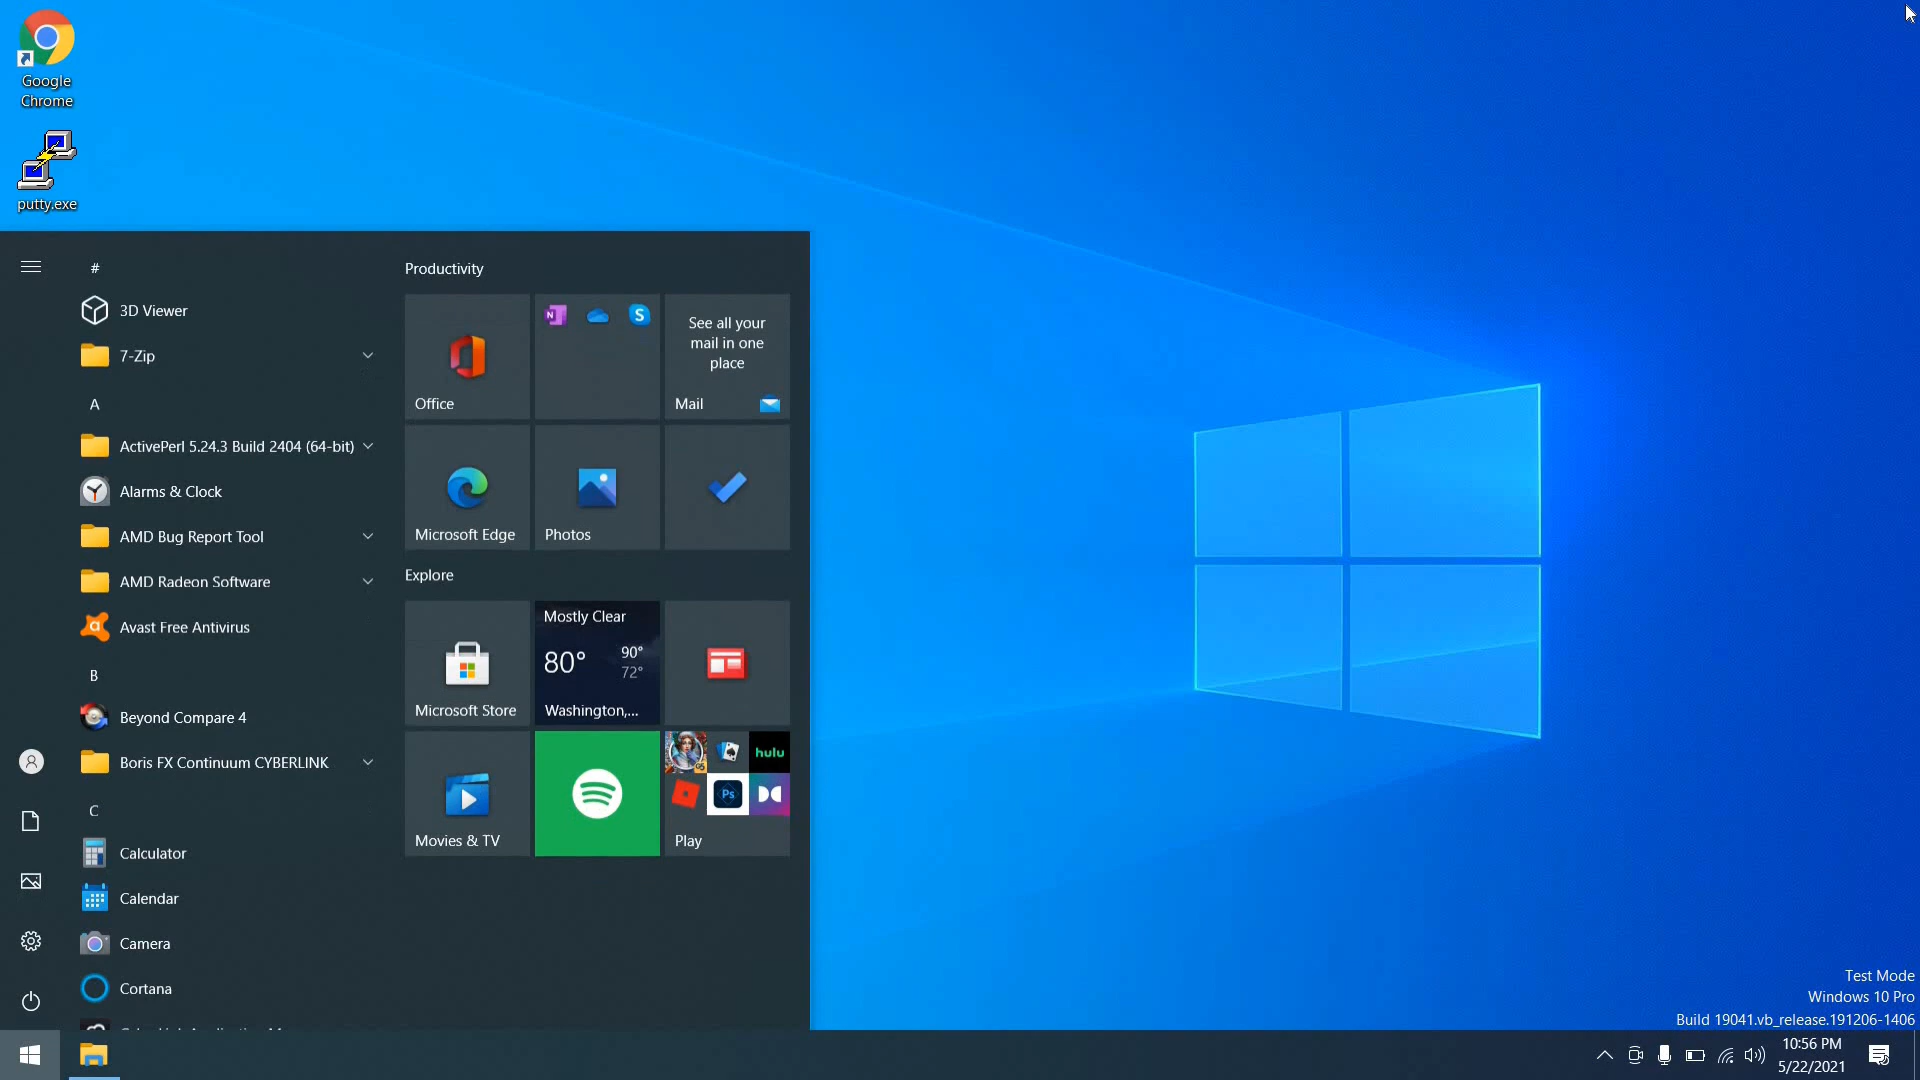 Google
Chrome
putty.exe
#
3D Viewer
7-Zip
A
ActivePerl 5.24.3 Build 2404 (64-bit)
Alarms & Clock
AMD Bug Report Tool
AMD Radeon Software
Avast Free Antivirus
B
Beyond Compare 4
Boris FX Continuum CYBERLINK
C
Calculator
Calendar
Camera
Cortana
Productivity
Office
N
S
See all your
mail in one
place
Mail
Microsoft Edge
Photos
Explore
Microsoft Store
Mostly Clear
80°
90°
72°
Washington,...
Movies & TV
hulu
Ps
Play
Test Mode
Windows 10 Pro
Build 19041.vb_release.191206-1406
10:56 PM
5/22/2021